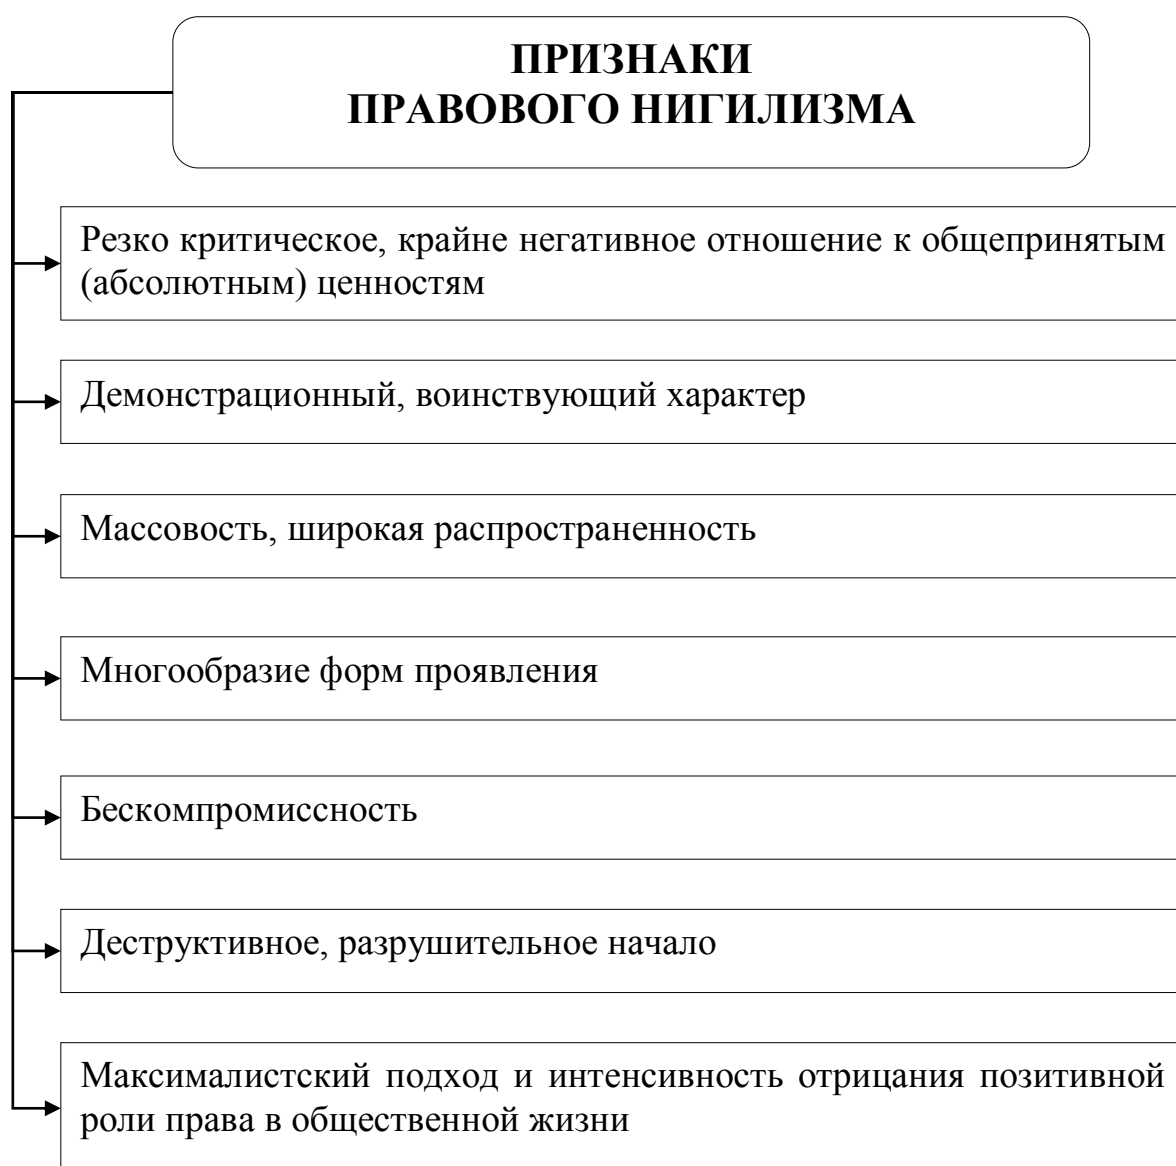 ПРИЗНАКИ
ПРАВОВОГО НИГИЛИЗМА
Резко критическое, крайне негативное отношение к общепринятым
(абсолютным) ценностям
Демонстрационный, воинствующий характер
Массовость, широкая распространенность
Многообразие форм проявления
Бескомпромиссность
Деструктивное, разрушительное начало
Максималистский подход и интенсивность отрицания позитивной
роли права в общественной жизни